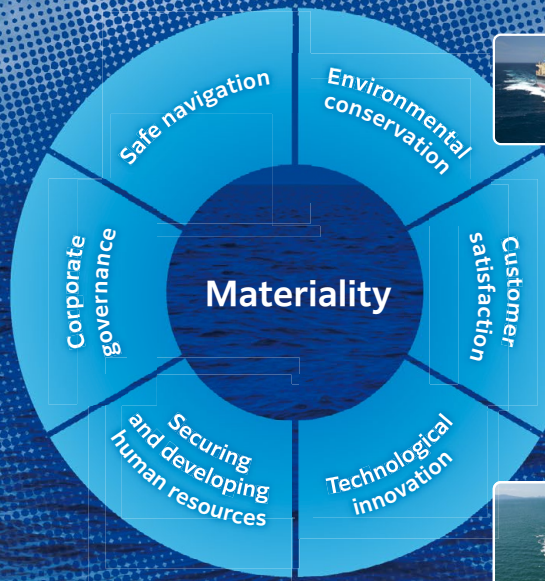 Safe navigation
Environmental
conservation
Customer
satisfaction
Technological
innovation
Securing
and developing
human resources
Corporate
governance
Materiality